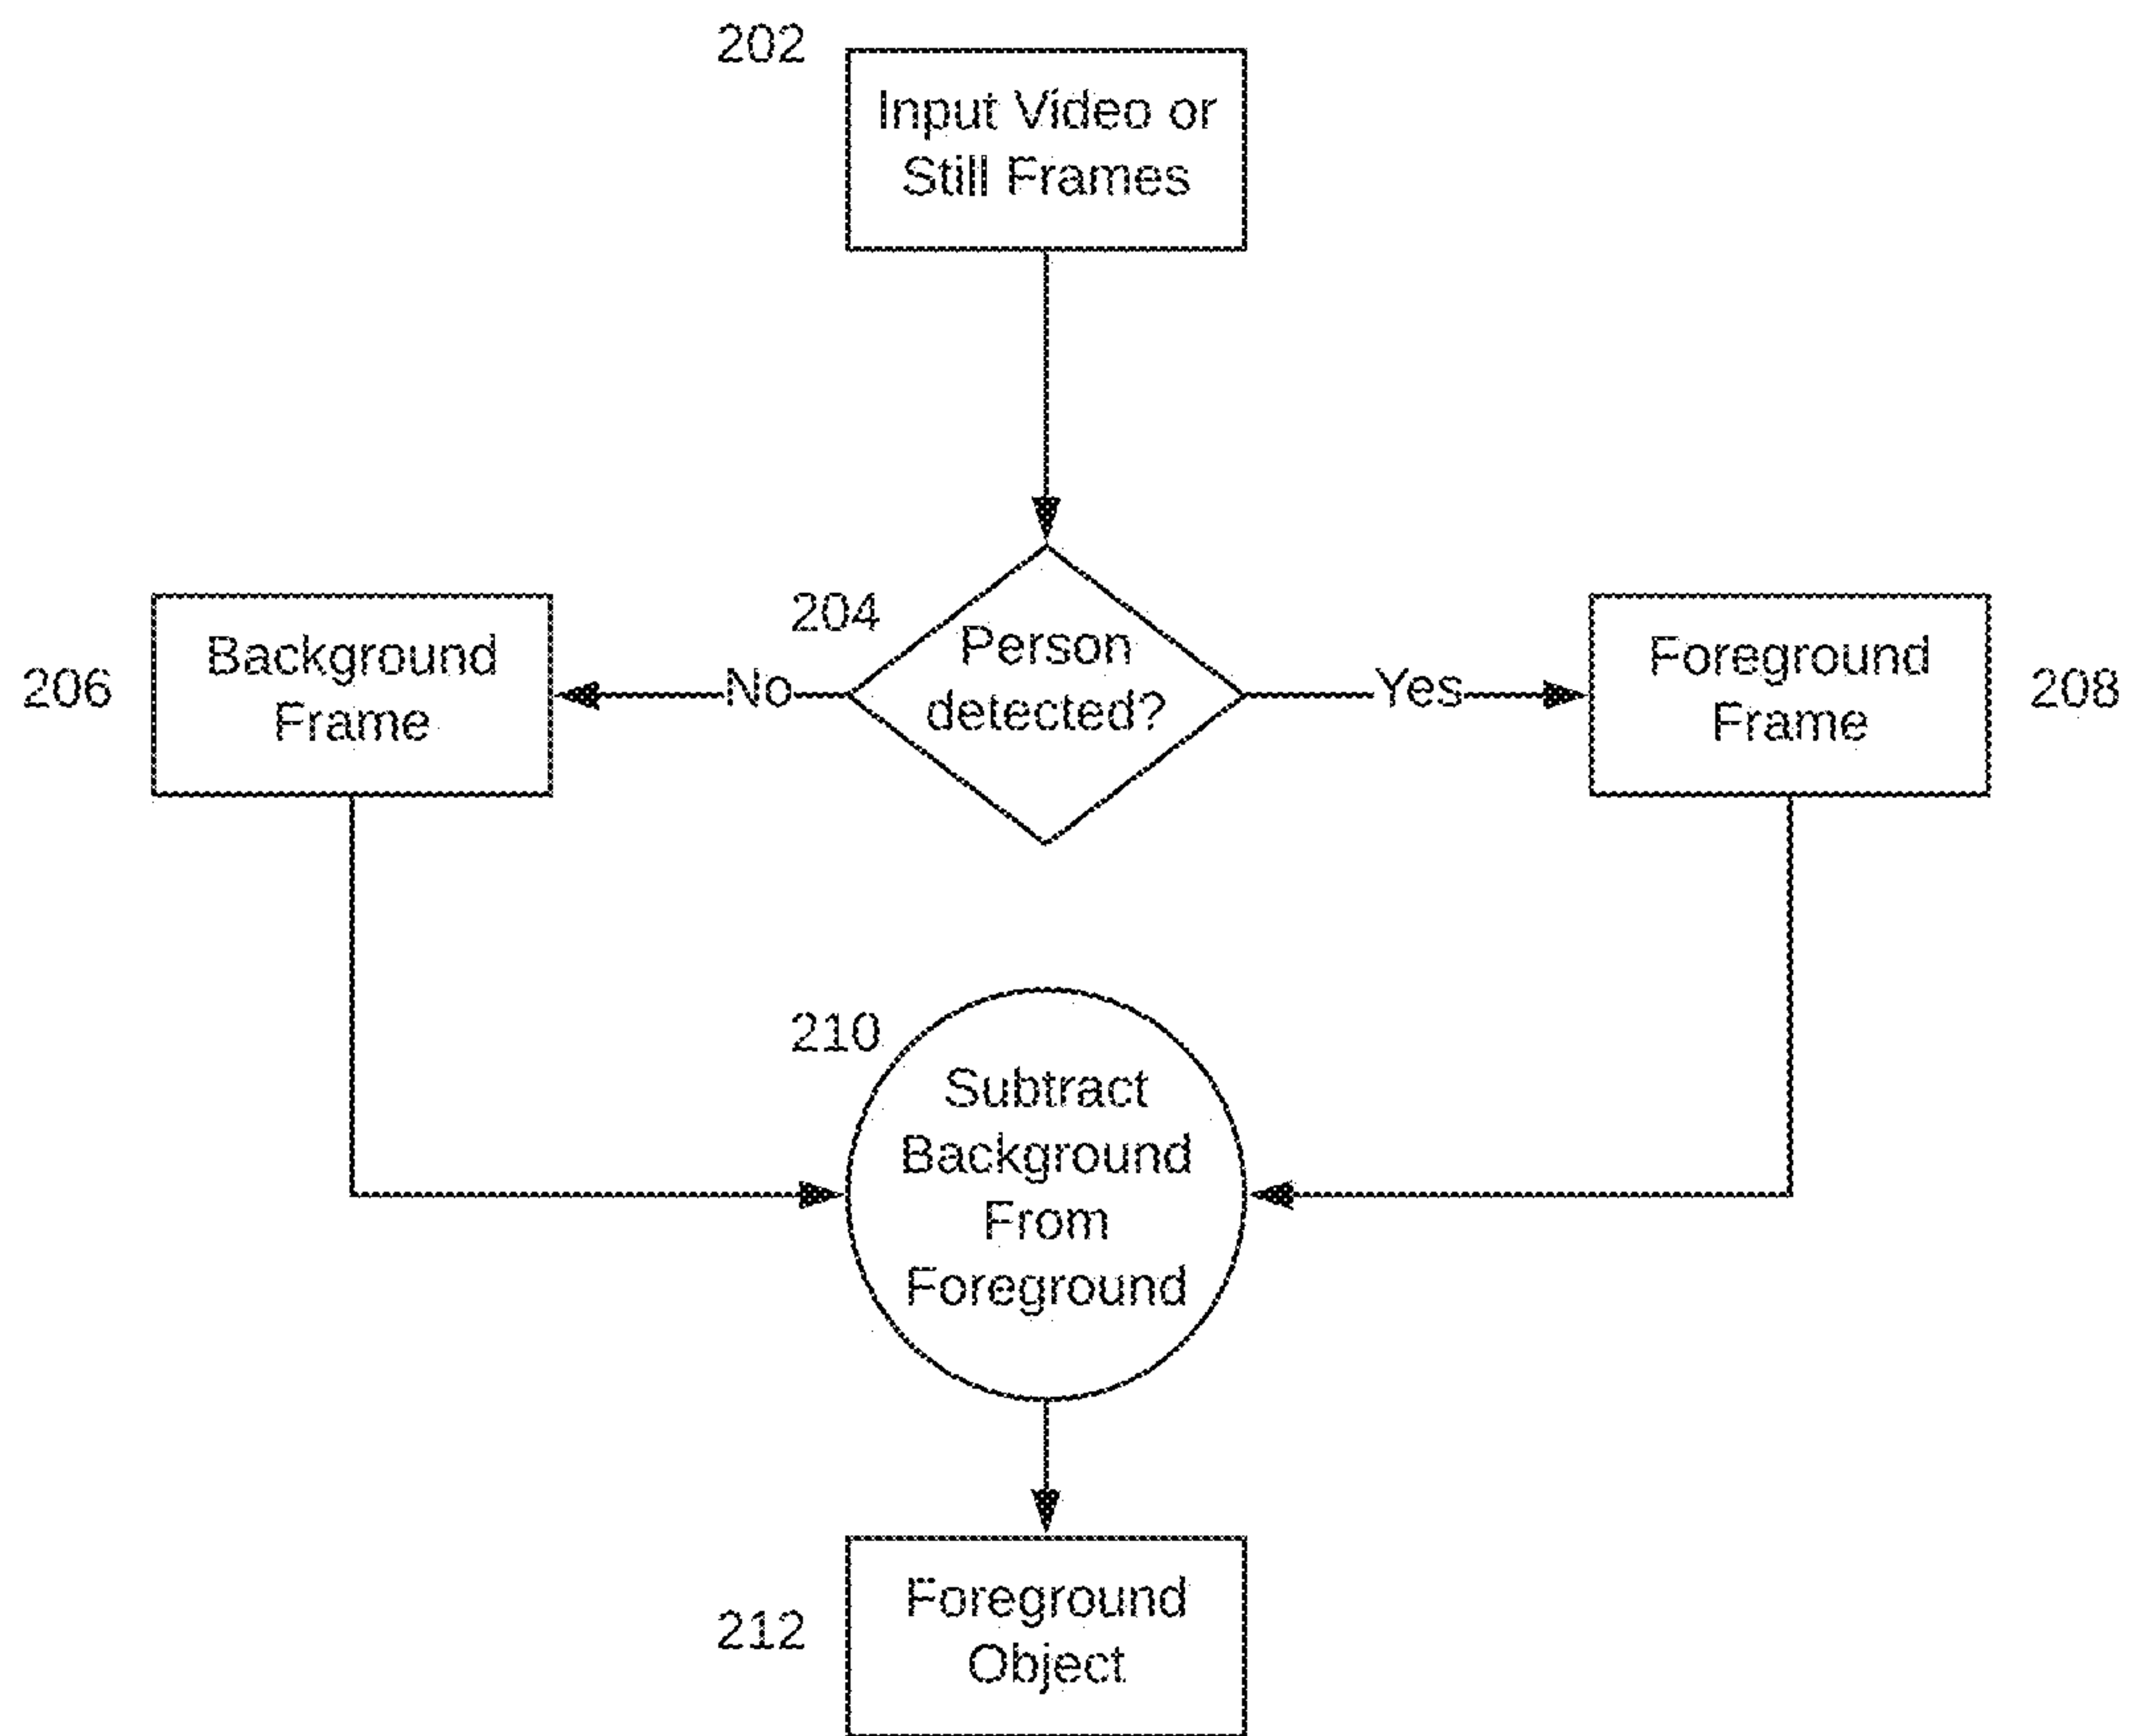 202
Input Video or
Still Frames
204
Person
detected?
206
Background
Frame
No
Yes
Foreground
Frame
208
210
Subtract
Background
From
Foreground
212
Foreground
Object